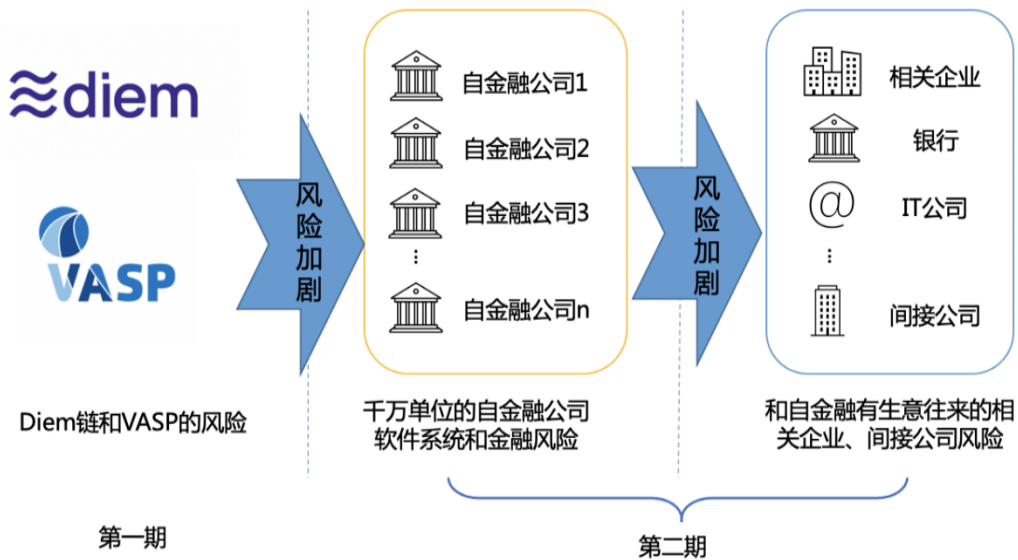 diem
VASP
Diem链和VASP的风险
第一期
风险加剧
自金融公司1
自金融公司2
自金融公司3
⋮
自金融公司n
千万单位的自金融公司
软件系统和金融风险
风险加剧
相关企业
银行
@
IT公司
⋮
间接公司
和自金融有生意往来的相
关企业、间接公司风险
第二期